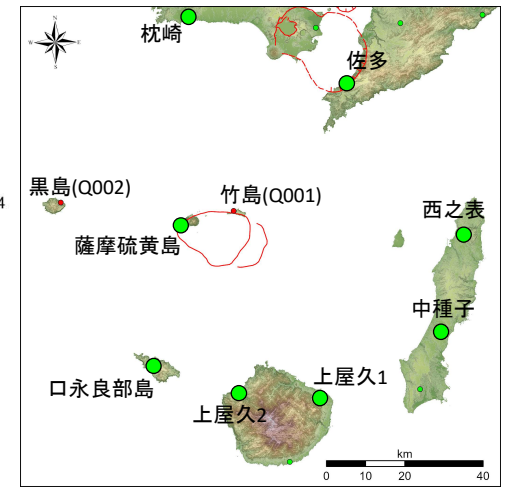 N
W
E
S
枕崎
佐多
4
黒島(Q002)
竹島(Q001)
西之表
薩摩硫黄島
中種子
口永良部島
上屋久1
上屋久2
km
0 10 20 40